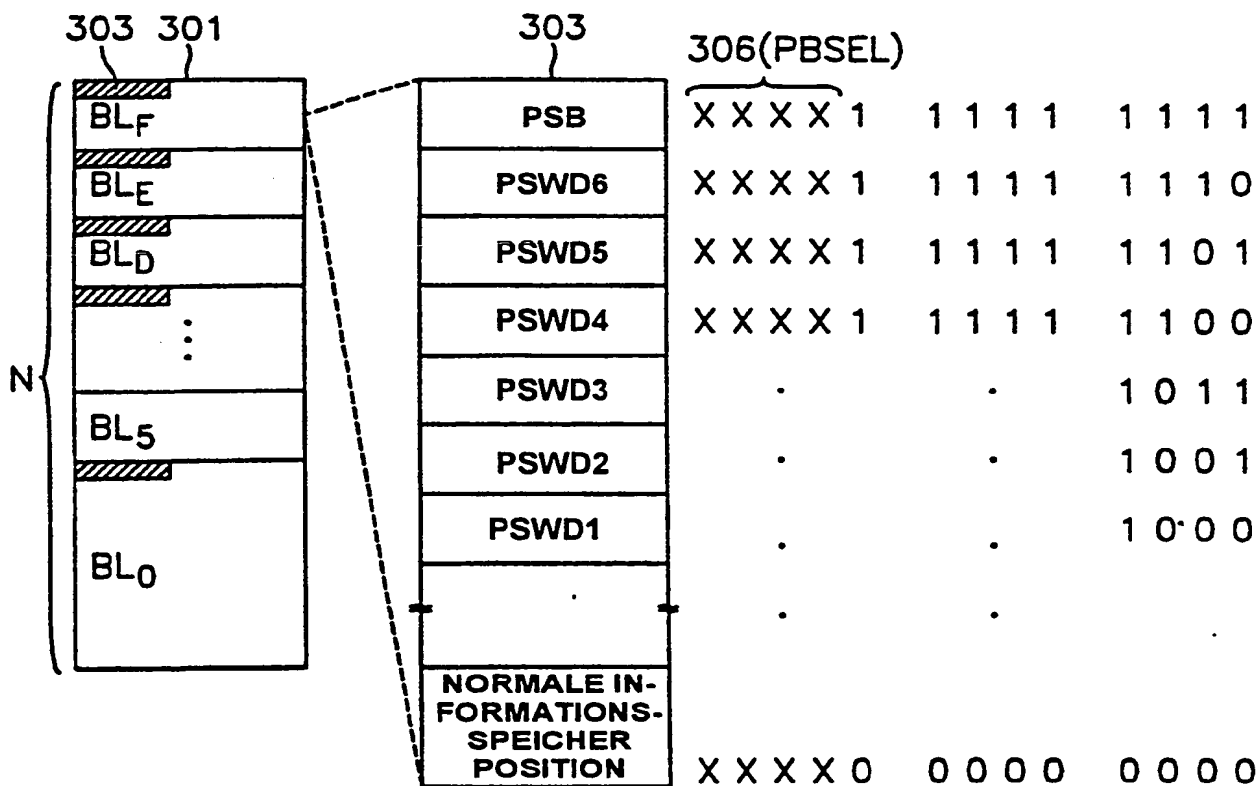 303 301
303
306(PBSEL)
N
BLF
BLE
BLD
BL5
BL0
PSB X X X X 1 1 1 1 1 1 1 1 1
PSWD6 X X X X 1 1 1 1 1 1 1 1 0
PSWD5 X X X X 1 1 1 1 1 1 1 0 1
PSWD4 X X X X 1 1 1 1 1 1 1 0 0
PSWD3 1 0 1 1
PSWD2 1 0 0 1
PSWD1 1 0 0 0
NORMALE IN-
FORMATIONS-
SPEICHER
POSITION X X X X 0 0 0 0 0 0 0 0 0